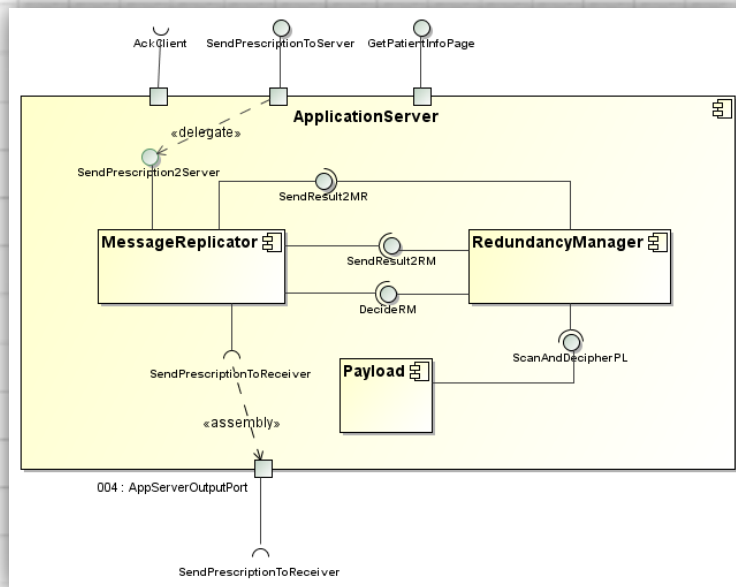 AckClient
SendPrescriptionToServer
GetPatientInfoPage
ApplicationServer
«delegate»
SendPrescription2Server
SendResult2MR
MessageReplicator
RedundancyManager
SendResult2RM
DecideRM
ScanAndDecipherPL
SendPrescriptionToReceiver
Payload
«assembly»
004 : AppServerOutputPort
SendPrescriptionToReceiver